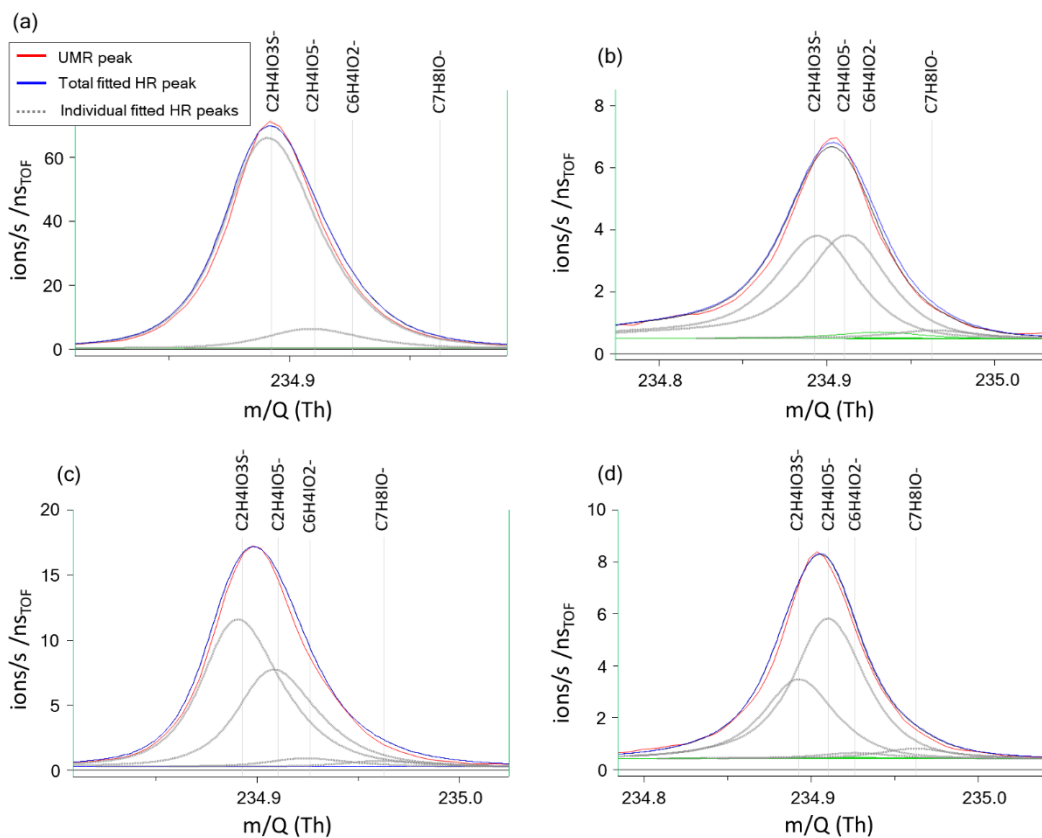 (a)
UMR peak
Total fitted HR peak
Individual fitted HR peaks
C2H4IO3S-
C2H4IO5-
C6H4IO2-
C7H8IO-
60
40
20
0
ions/s /nsTOF
234.9
m/Q (Th)
(b)
C2H4IO3S-
C2H4IO5-
C6H4IO2-
C7H8IO-
8
6
4
2
0
ions/s /nsTOF
234.8 234.9 235.0
m/Q (Th)
(c)
C2H4IO3S-
C2H4IO5-
C6H4IO2-
C7H8IO-
20
15
10
5
0
ions/s /nsTOF
234.9 235.0
m/Q (Th)
(d)
C2H4IO3S-
C2H4IO5-
C6H4IO2-
C7H8IO-
10
8
6
4
2
0
ions/s /nsTOF
234.8 234.9 235.0
m/Q (Th)